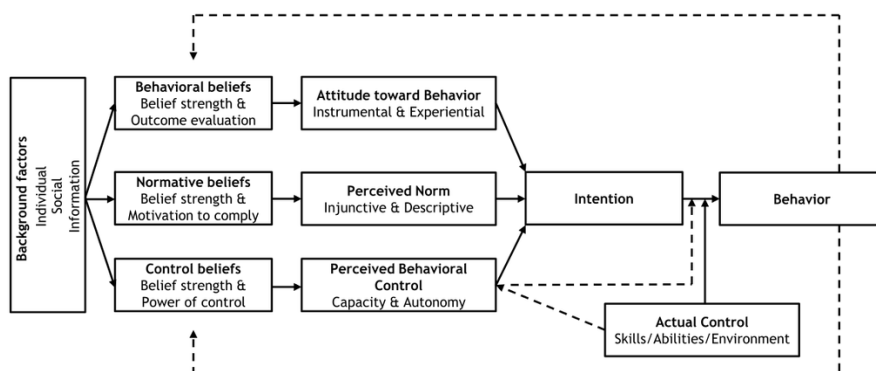 Background factors
Individual
Social
Information
Behavioral beliefs
Belief strength &
Outcome evaluation
Attitude toward Behavior
Instrumental & Experiential
Normative beliefs
Belief strength &
Motivation to comply
Perceived Norm
Injunctive & Descriptive
Intention
Behavior
Control beliefs
Belief strength &
Power of control
Perceived Behavioral
Control
Capacity & Autonomy
Actual Control
Skills/Abilities/Environment